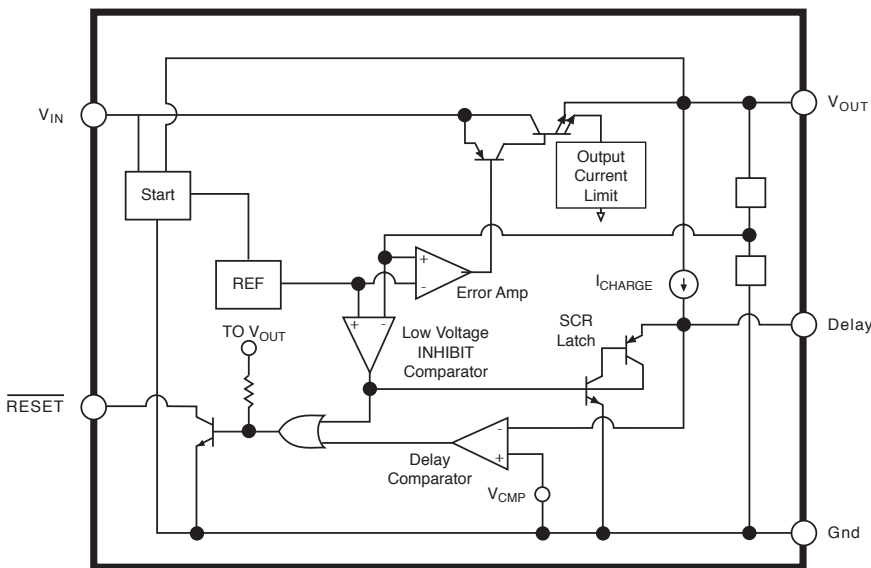 V_IN
V_OUT
Start
Output
Current
Limit
REF
+
-
Error Amp
I_CHARGE
+
-
Low Voltage
INHIBIT
Comparator
SCR
Latch
Delay
TO V_OUT
RESET
-
+
Delay
Comparator
V_CMP
Gnd